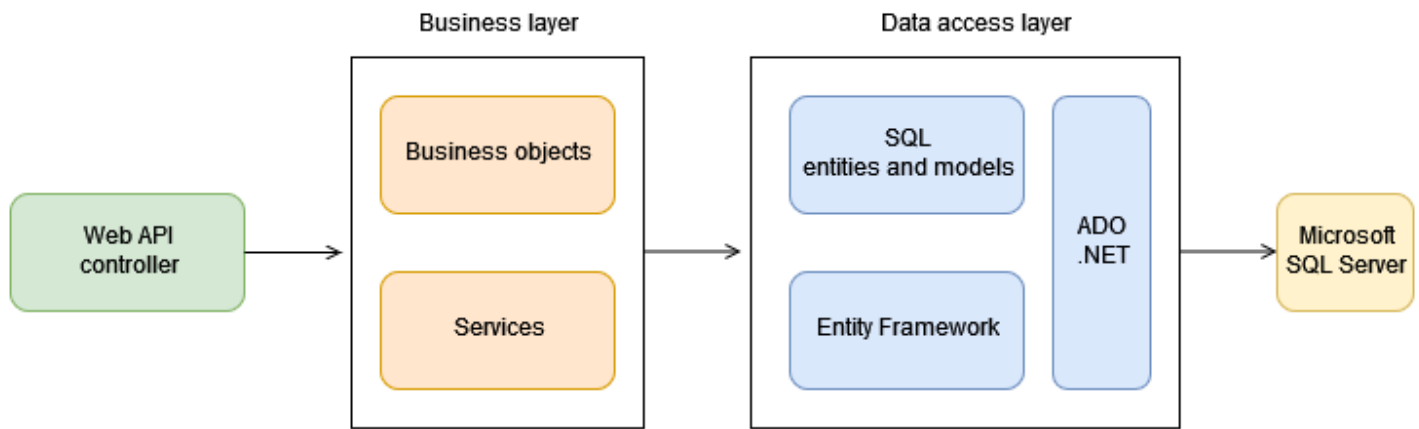 Business layer
Data access layer
Web API
controller
Business objects
Services
SQL
entities and models
Entity Framework
ADO
.NET
Microsoft
SQL Server